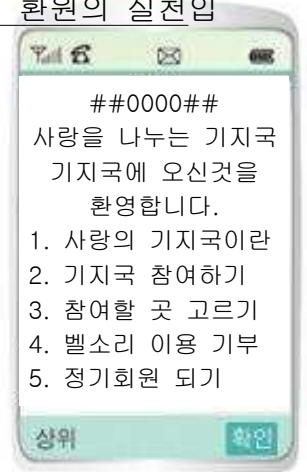 환원의 실천입
##0000##
사랑을 나누는 기지국
기지국에 오신것을
환영합니다.
1. 사랑의 기지국이란
2. 기지국 참여하기
3. 참여할 곳 고르기
4. 벨소리 이용 기부
5. 정기회원 되기
상위 확인